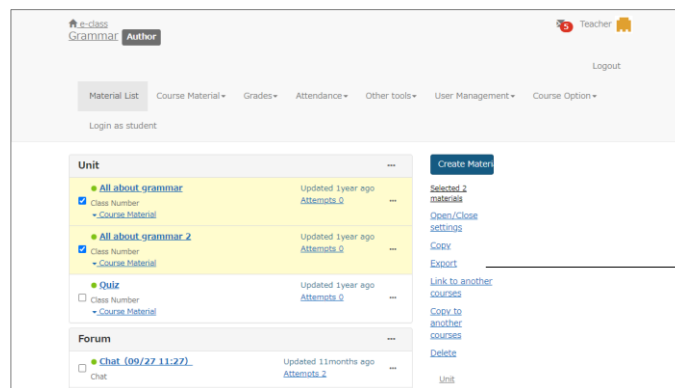 e-class
Grammar Author
5 Teacher
Logout
Material List Course Material Grades Attendance Other tools User Management Course Option
Login as student
Unit
Create Materi
All about grammar Updated 1year ago
Class Number Attempts 0
Course Material
All about grammar 2 Updated 1year ago
Class Number Attempts 0
Course Material
Quiz Updated 1year ago
Class Number Attempts 0
Course Material
Forum
Chat (09/27 11:27) Updated 11months ago
Chat Attempts 2
Selected 2
materials
Open/Close
settings
Copy
Export
Link to another
courses
Copy to
another
courses
Delete
Unit